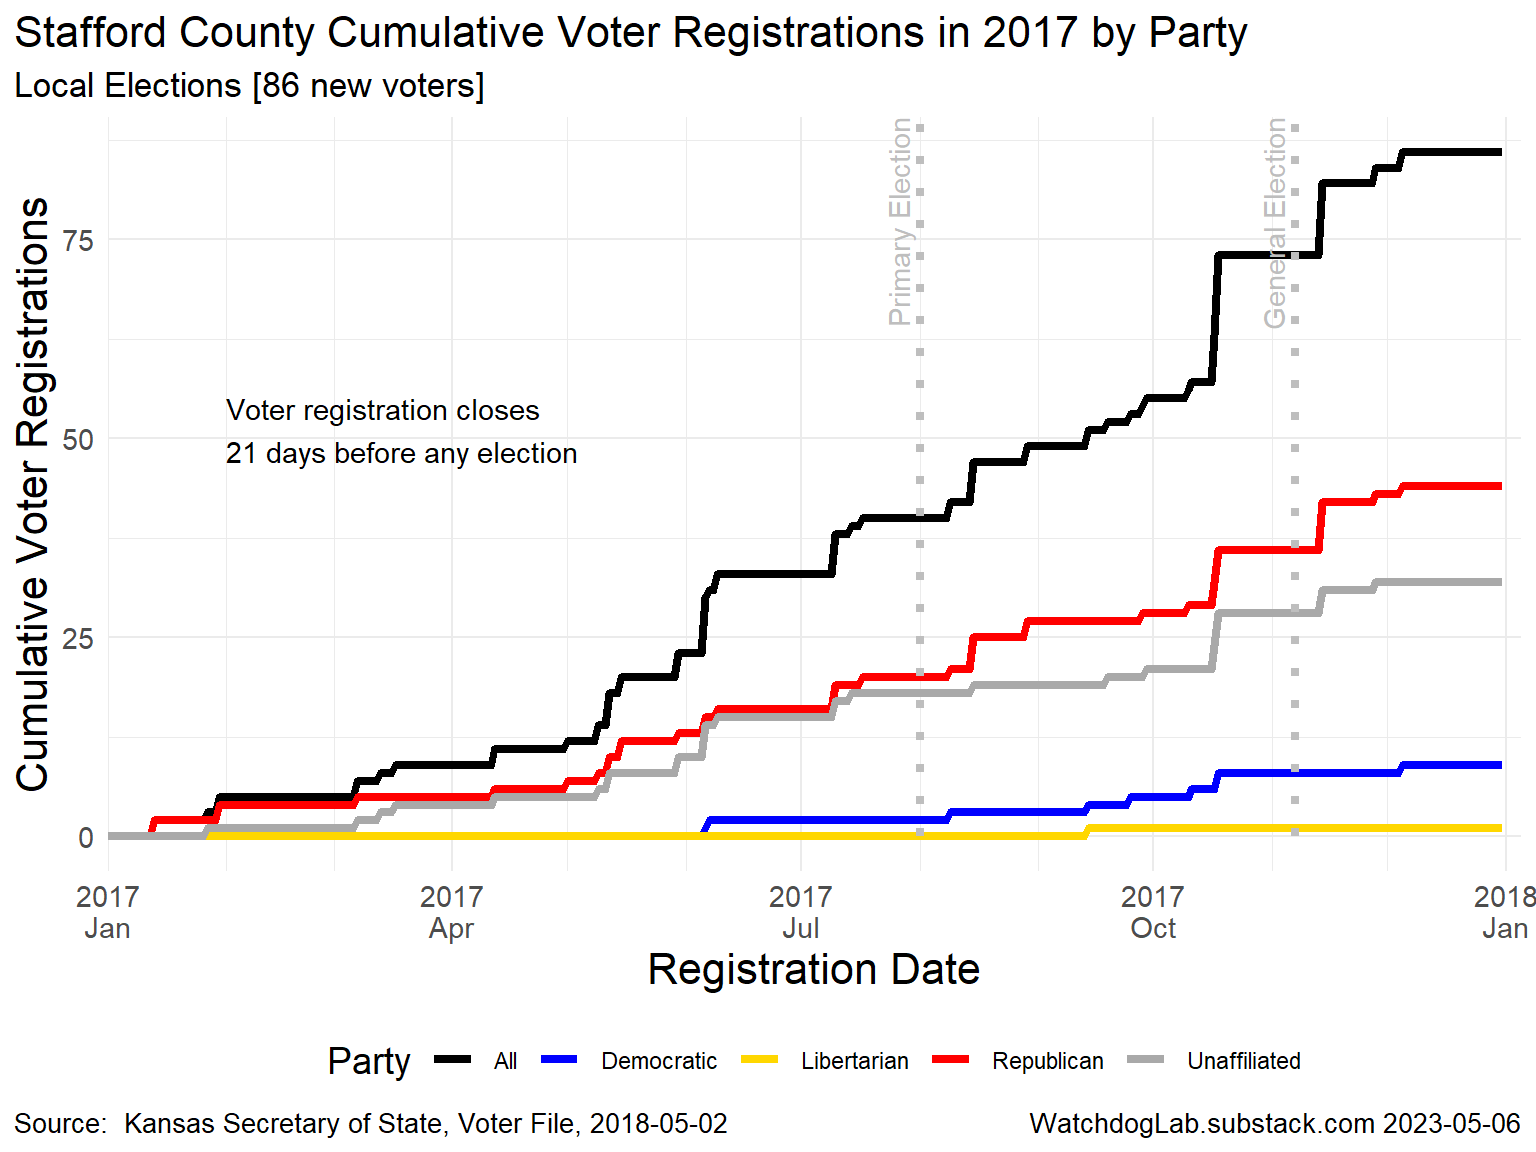 Stafford County Cumulative Voter Registrations in 2017 by Party
Local Elections [86 new voters]
Cumulative Voter Registrations
75
50
25
0
Primary Election
General Election
Voter registration closes
21 days before any election
2017 2017 2017 2017 2018
Jan Apr Jul Oct Jan
Registration Date
Party All Democratic Libertarian Republican Unaffiliated
Source:  Kansas Secretary of State, Voter File, 2018-05-02
WatchdogLab.substack.com 2023-05-06